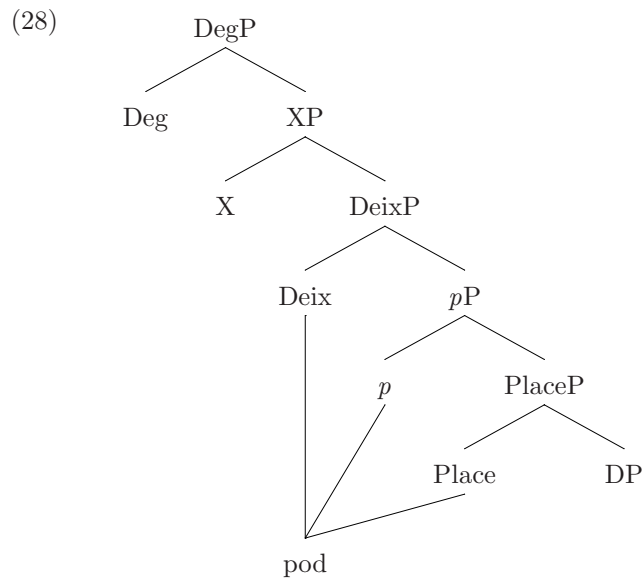 (28)
DegP
Deg XP
X DeixP
Deix pP
p PlaceP
Place DP
pod